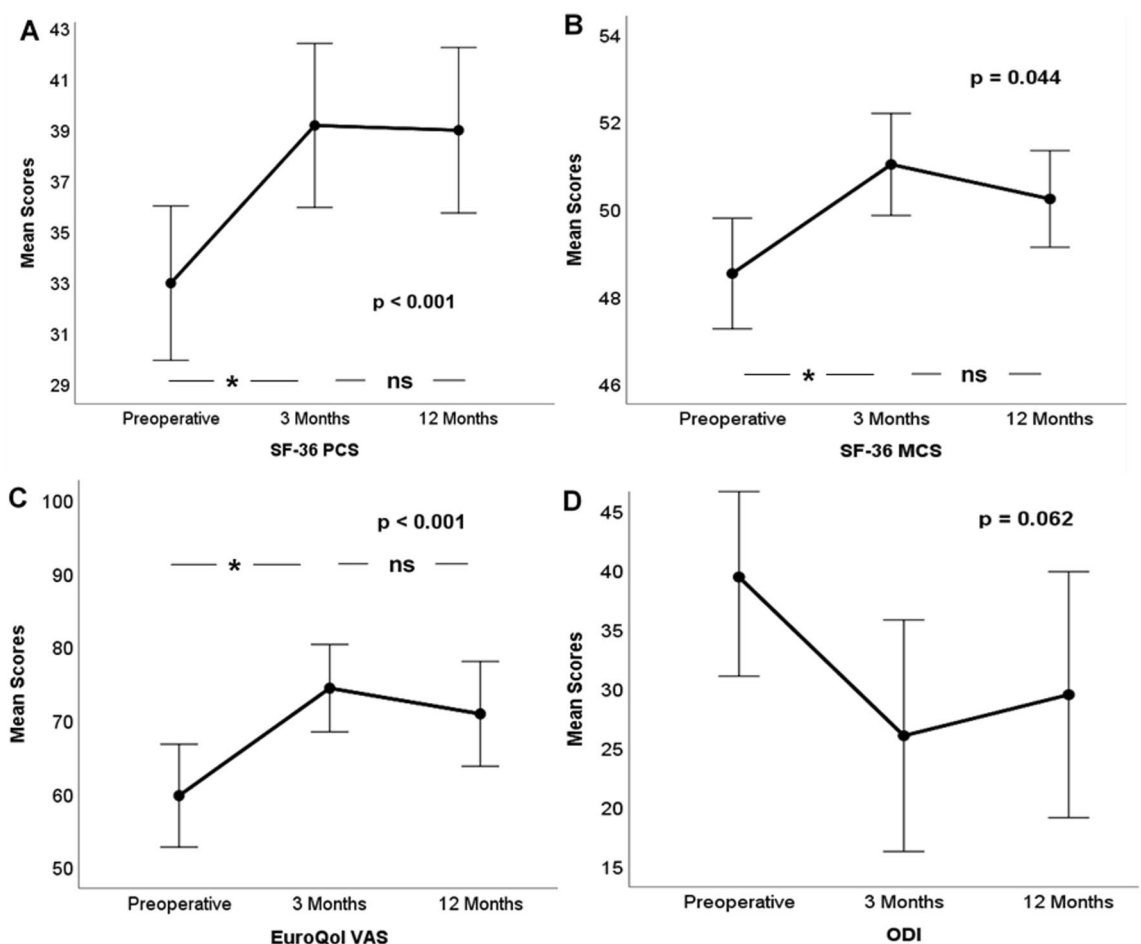 A
43
41
39
37
35
33
31
29
Mean Scores
p < 0.001
* ns
Preoperative 3 Months 12 Months
SF-36 PCS
B
54
52
50
48
46
Mean Scores
p = 0.044
* ns
Preoperative 3 Months 12 Months
SF-36 MCS
C
100
90
80
70
60
50
Mean Scores
p < 0.001
* ns
Preoperative 3 Months 12 Months
EuroQol VAS
D
45
40
35
30
25
20
15
Mean Scores
p = 0.062
Preoperative 3 Months 12 Months
ODI